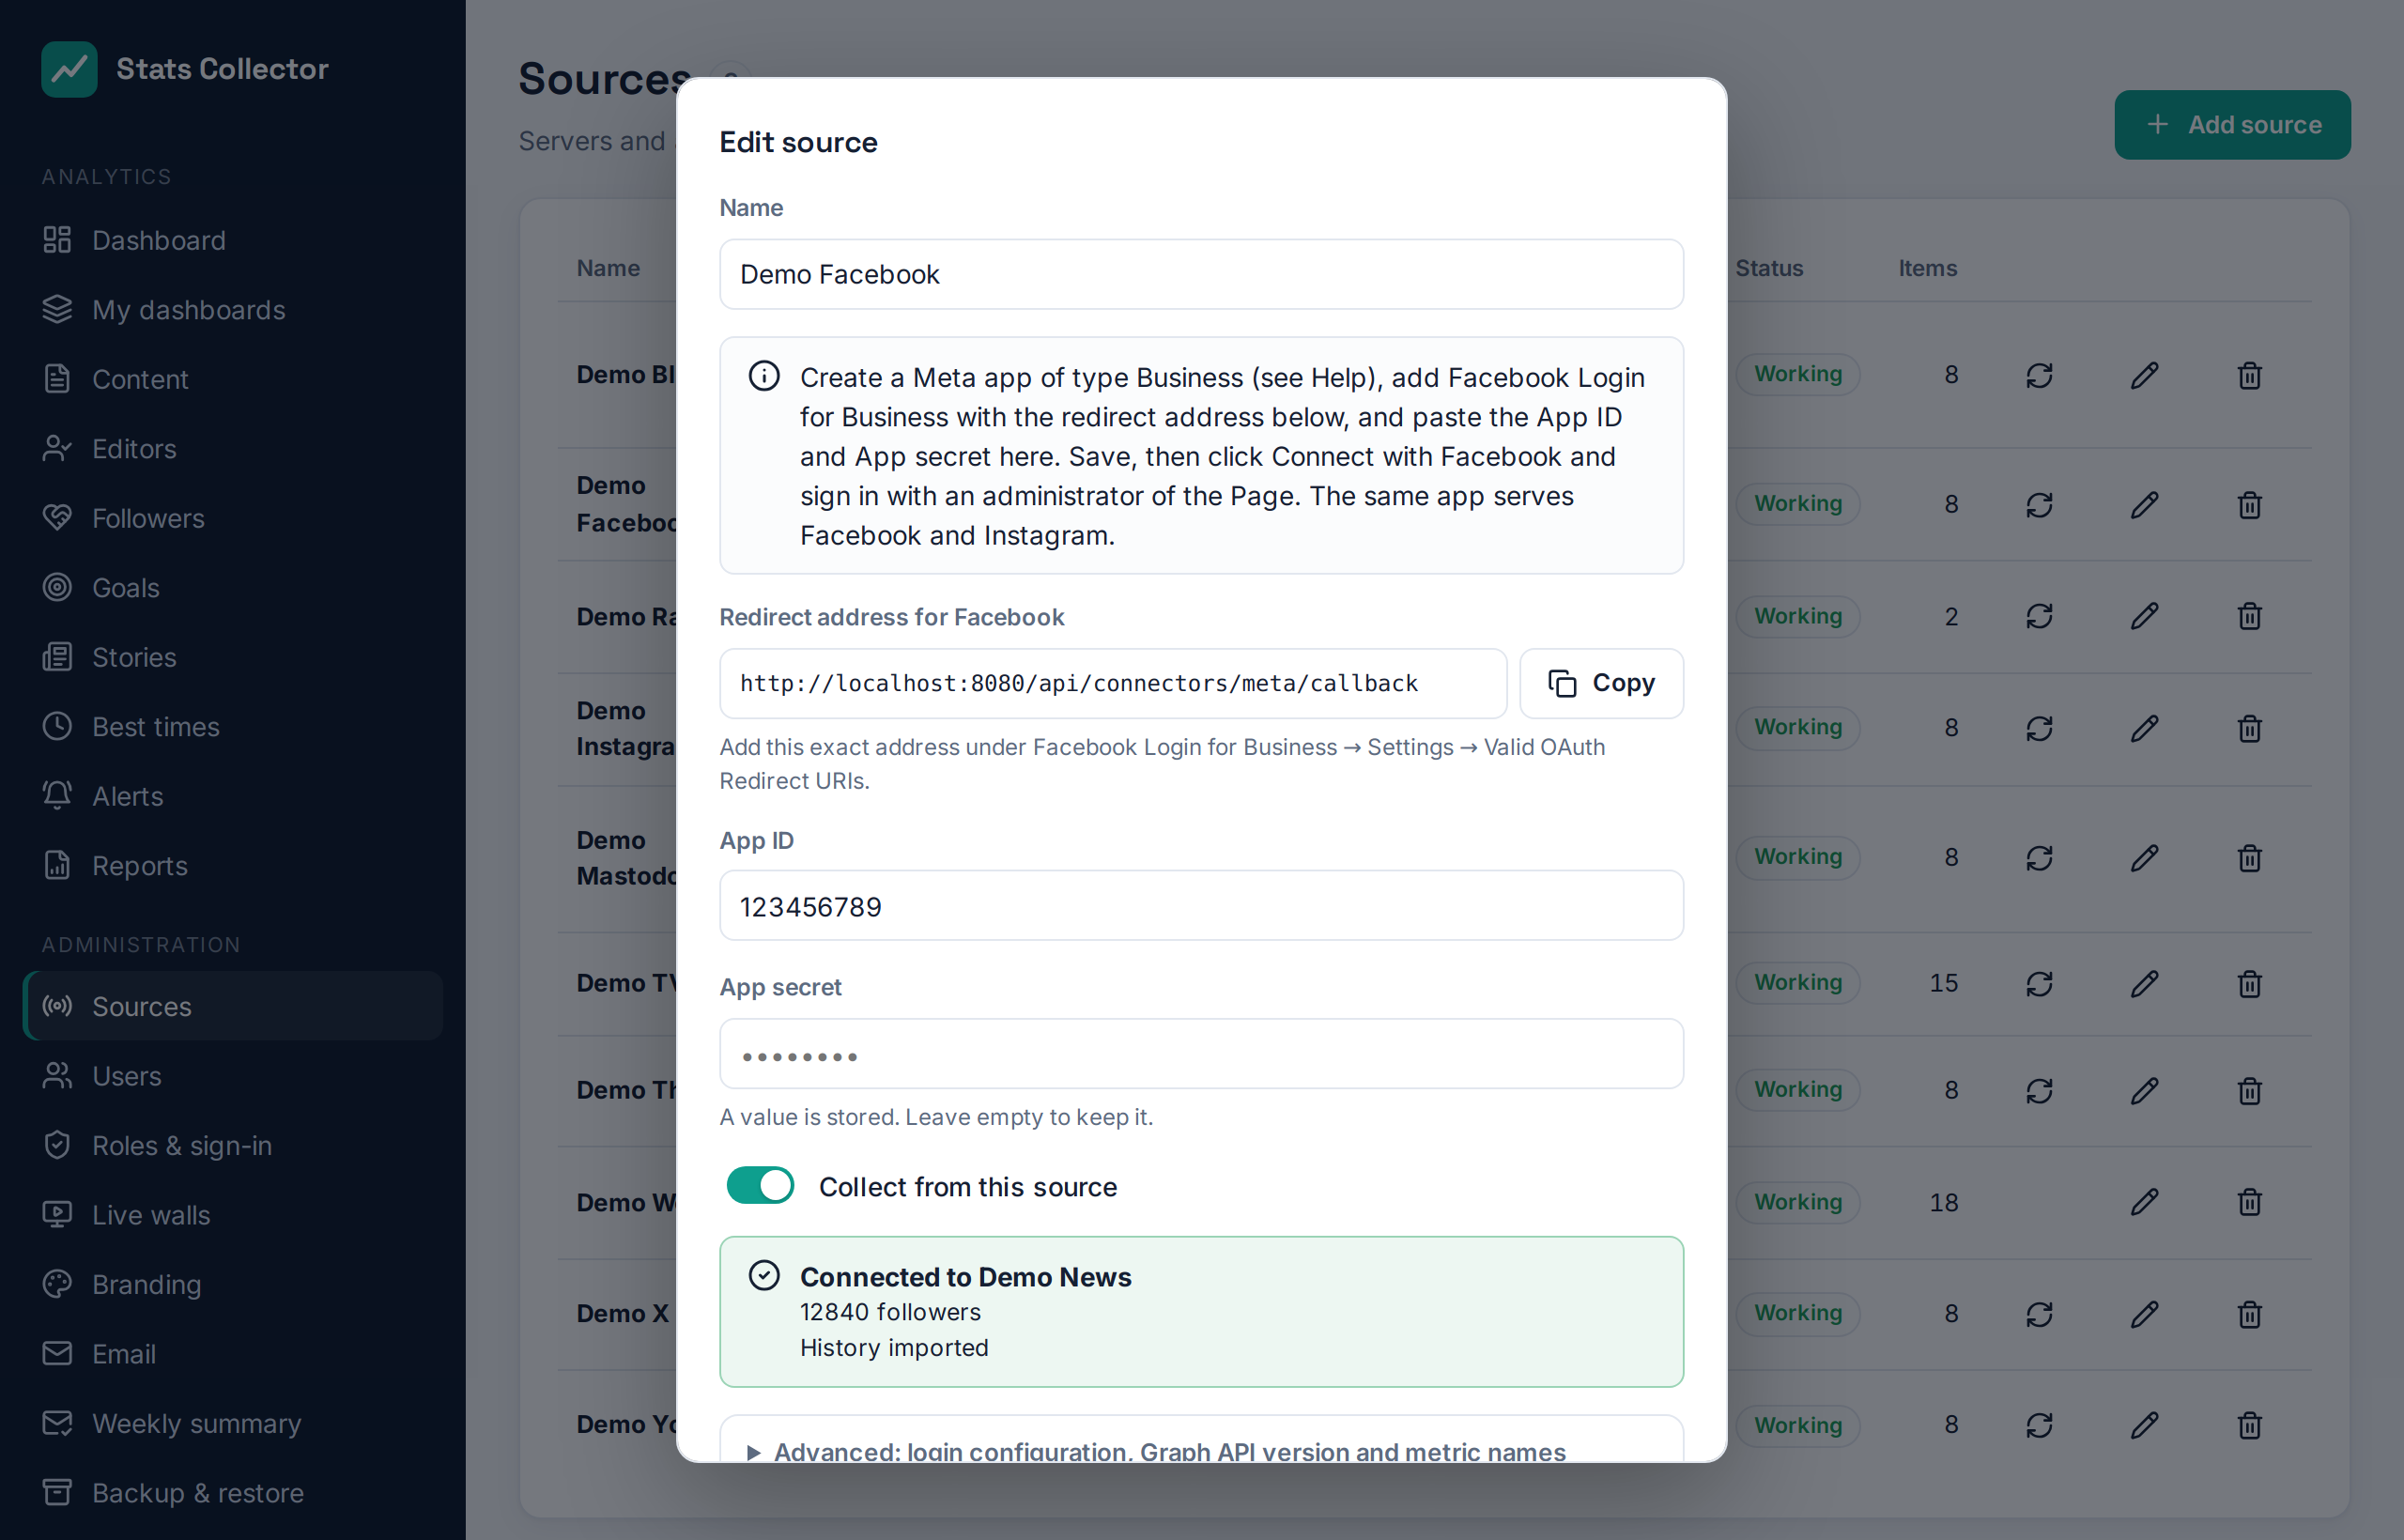 Stats Collector
ANALYTICS
Dashboard
My dashboards
Content
Editors
Followers
Goals
Stories
Best times
Alerts
Reports
ADMINISTRATION
Sources
Users
Roles & sign-in
Live walls
Branding
Email
Weekly summary
Backup & restore
Sources
Servers and
Add source
Name
Status
Items
Demo Bl
Working
8
Demo
Faceboo
Working
8
Demo Ra
Working
2
Demo
Instagra
Working
8
Demo
Mastodo
Working
8
Demo TV
Working
15
Demo Th
Working
8
Demo We
Working
18
Demo X
Working
8
Demo Yo
Working
8
Edit source
Name
Demo Facebook
Create a Meta app of type Business (see Help), add Facebook Login
for Business with the redirect address below, and paste the App ID
and App secret here. Save, then click Connect with Facebook and
sign in with an administrator of the Page. The same app serves
Facebook and Instagram.
Redirect address for Facebook
http://localhost:8080/api/connectors/meta/callback
Copy
Add this exact address under Facebook Login for Business → Settings → Valid OAuth
Redirect URIs.
App ID
123456789
App secret
••••••••
A value is stored. Leave empty to keep it.
Collect from this source
Connected to Demo News
12840 followers
History imported
Advanced: login configuration, Graph API version and metric names